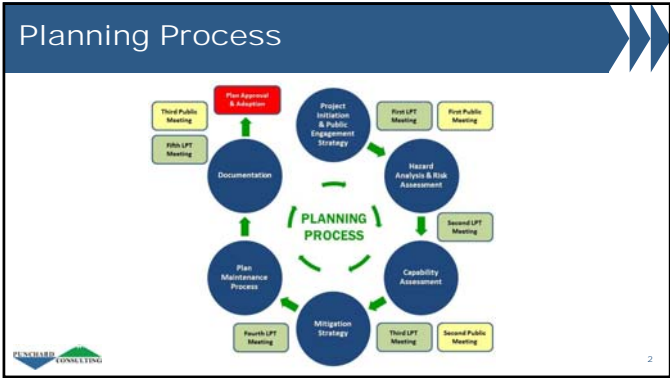 Planning Process
Plan Approval
& Adoption
Third Public
Meeting
Fifth LPT
Meeting
Project
Initiation
& Public
Engagement
Strategy
First LPT
Meeting
First Public
Meeting
Documentation
Hazard
Analysis & Risk
Assessment
PLANNING
PROCESS
Second LPT
Meeting
Plan
Maintenance
Process
Capability
Assessment
Mitigation
Strategy
Fourth LPT
Meeting
Third LPT
Meeting
Second Public
Meeting
PUNCHARD
CONSULTING
2